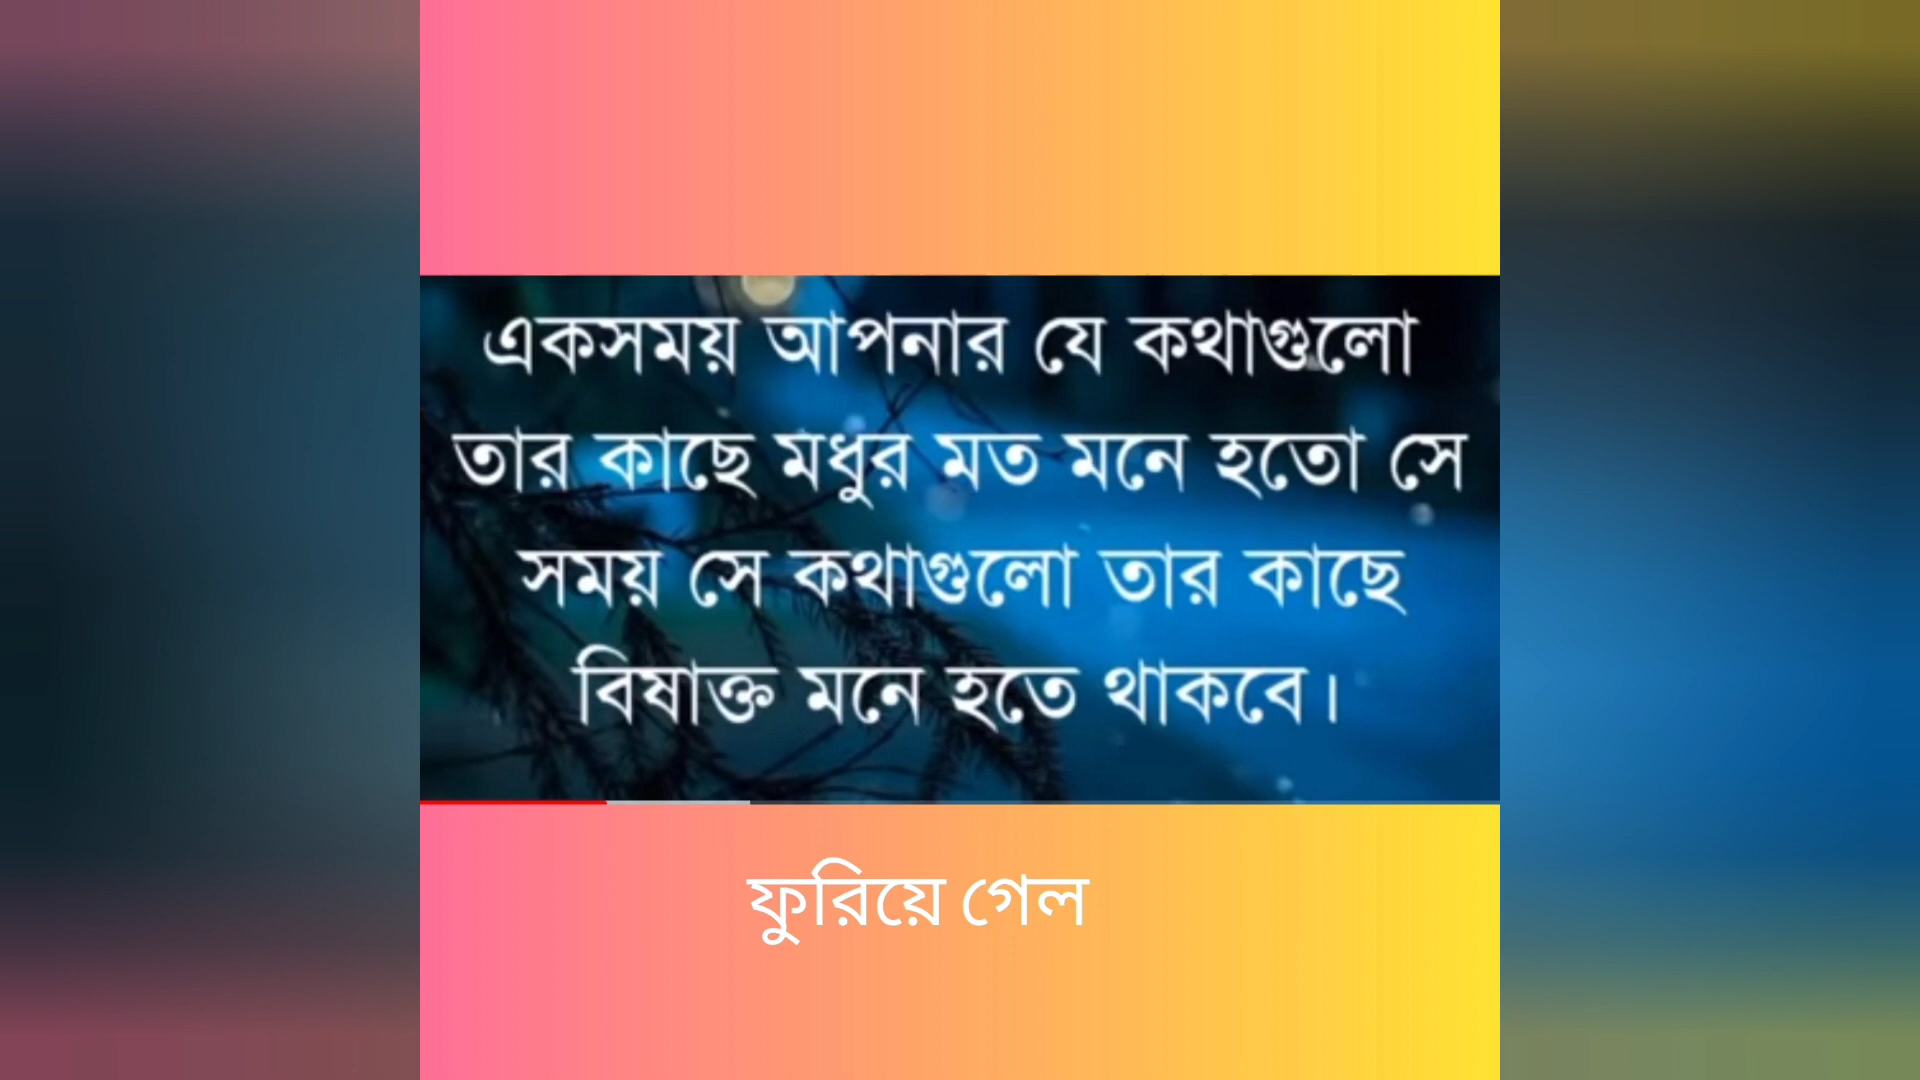 একসময় আপনার যে কথাগুলো
তার কাছে মধুর মত মনে হতো সে
সময় সে কথাগুলো তার কাছে
বিষাক্ত মনে হতে থাকবে।
ফুরিয়ে গেল